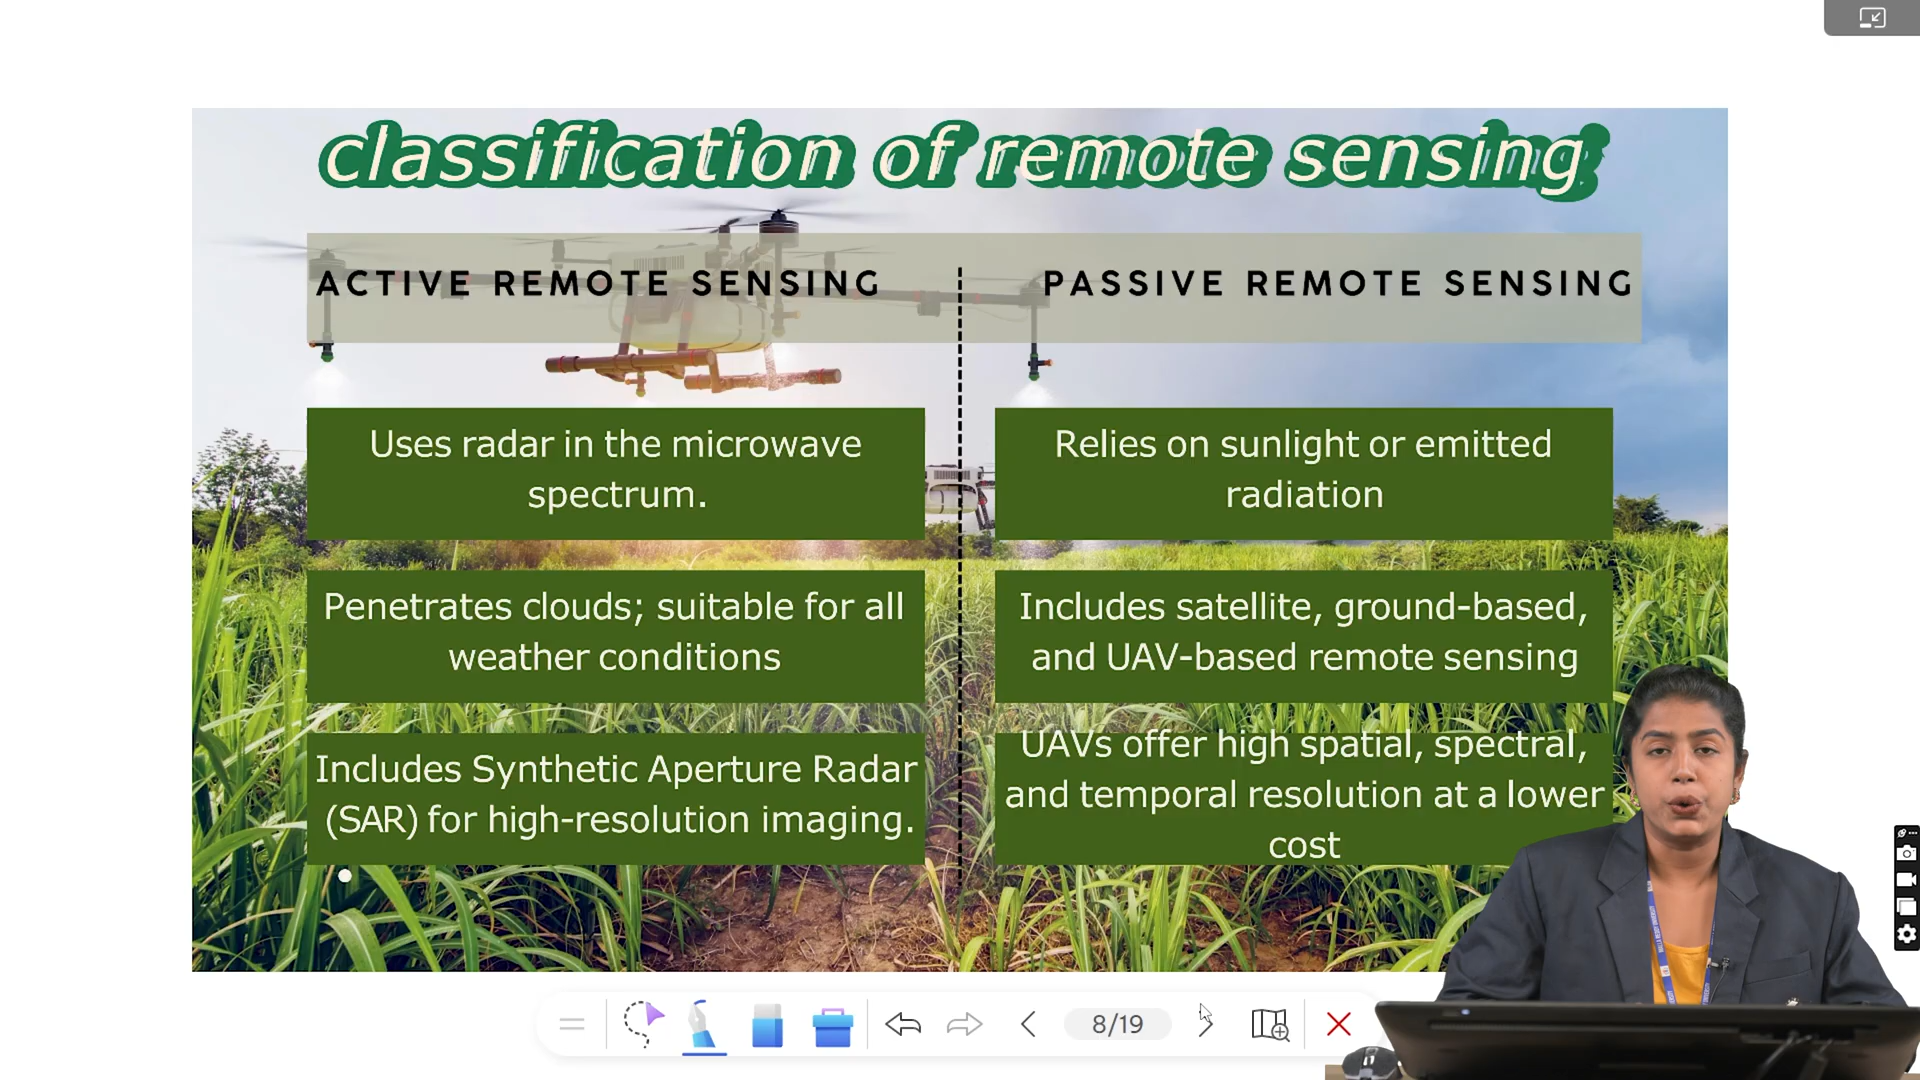 classification of remote sensing
ACTIVE REMOTE SENSING
PASSIVE REMOTE SENSING
Uses radar in the microwave
spectrum.
Relies on sunlight or emitted
radiation
Penetrates clouds; suitable for all
weather conditions
Includes satellite, ground-based,
and UAV-based remote sensing
Includes Synthetic Aperture Radar
(SAR) for high-resolution imaging.
UAVs offer high spatial, spectral,
and temporal resolution at a lower
cost
8/19